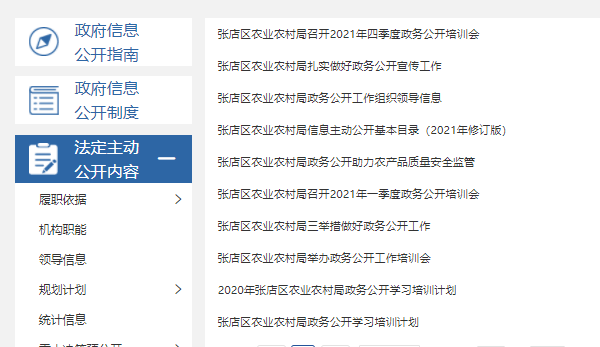 政府信息
公开指南
政府信息
公开制度
法定主动
公开内容
履职依据
机构职能
领导信息
规划计划
统计信息
张店区农业农村局召开2021年四季度政务公开培训会
张店区农业农村局扎实做好政务公开宣传工作
张店区农业农村局政务公开工作组织领导信息
张店区农业农村局信息主动公开基本目录（2021年修订版）
张店区农业农村局政务公开助力农产品质量安全监管
张店区农业农村局召开2021年一季度政务公开培训会
张店区农业农村局三举措做好政务公开工作
张店区农业农村局举办政务公开工作培训会
2020年张店区农业农村局政务公开学习培训计划
张店区农业农村局政务公开学习培训计划